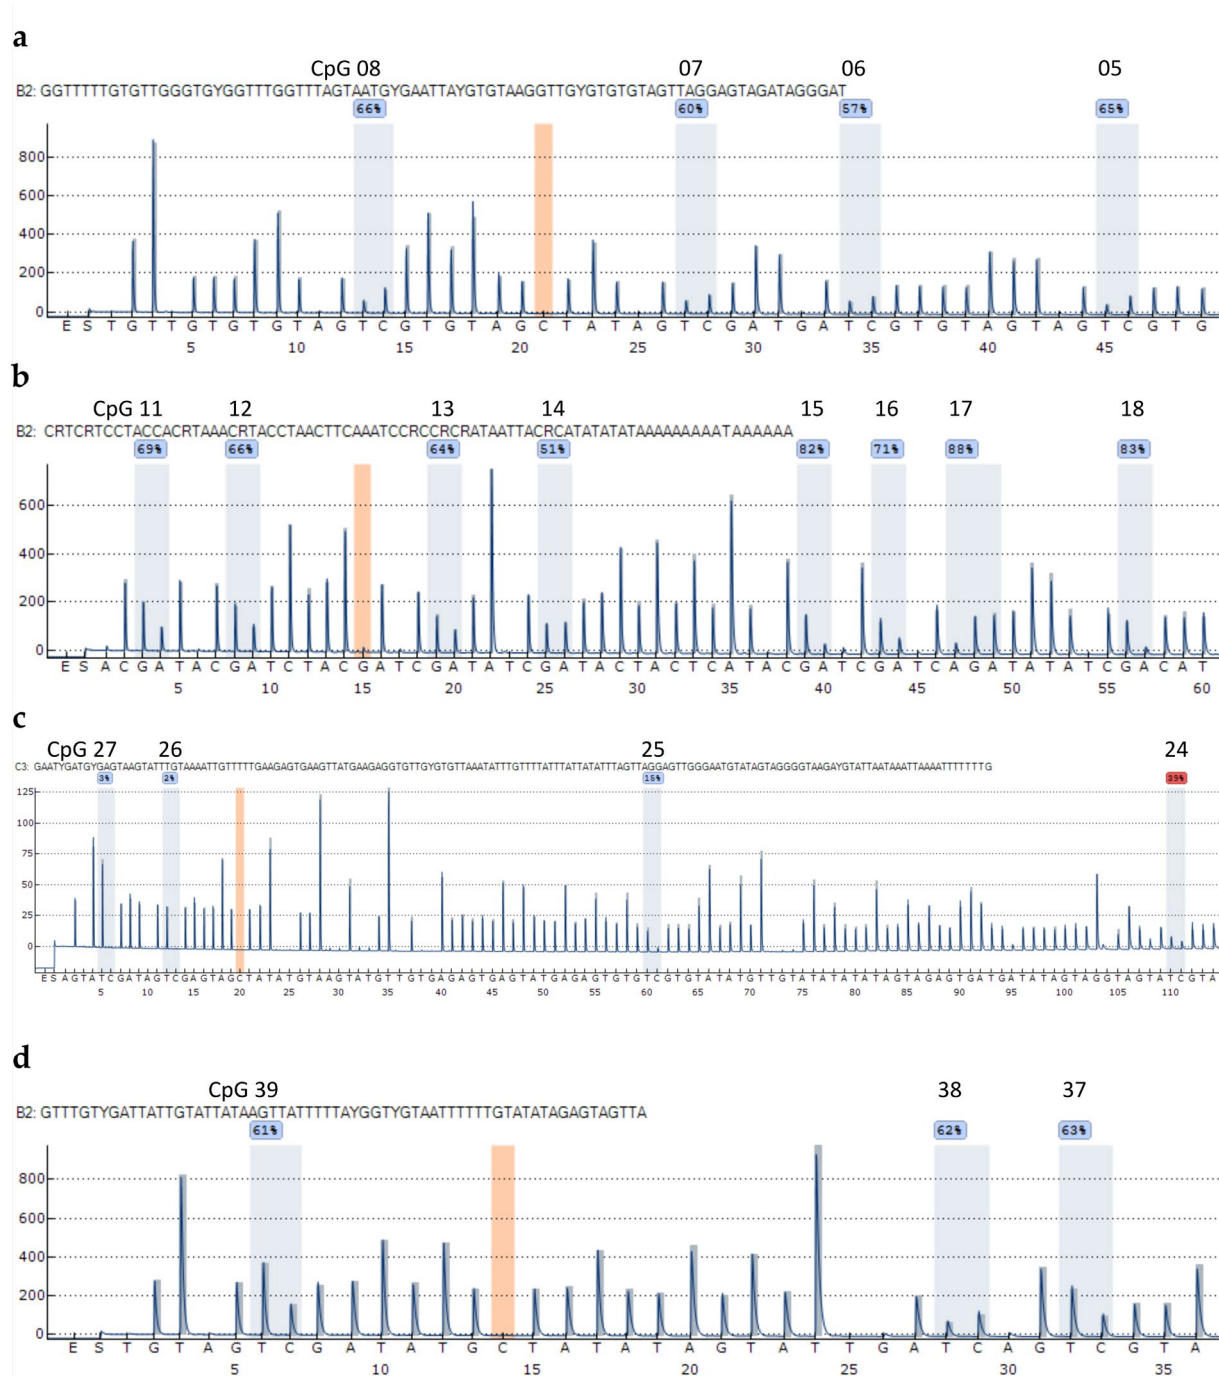 a
CpG 08 07 06 05
B2: GGTTTTTGTGTTGGGTGYGGTTTGGTTTAGTAATGYGAATTAYGTGTAAGGTTGYGTGTGTAGTTAGGAGTAGATAGGGAT
66% 60% 57% 65%
800
600
400
200
0
E S T G T T G T G T G T A G T C G T G T A G C T A T A G T C G A T G A T C G T G T A G T A G T C G T G
5 10 15 20 25 30 35 40 45
b
CpG 11 12 13 14 15 16 17 18
B2: CRTCRTCCTACCACRTAAACRTACCTAACTTCAAATCCRCCRCRATAATTACRCATATATATAAAAAAAAATAAAAAA
69% 66% 64% 51% 82% 71% 88% 83%
600
400
200
0
E S A C G A T A C G A T C T A C G A T C G A T A T C G A T A C T A C T C A T A C G A T C G A T C A G A T A T A T C G A C A T
5 10 15 20 25 30 35 40 45 50 55 60
c
CpG 27 26 25 24
C3: GAATYGATGYGAGTAAGTATTTGTAAAATTGTTTTTGAAGAGTGAAGTTATGAAGAGGTGTTGYGTGTTAAATATTTGTTTTATTTATTATATTTAGTTAGGAGTTGGGAATGTATAGTAGGGGTAAGAYGTATTAATAAATTAAAATTTTTTTG
3% 2% 15% 39%
125
100
75
50
25
0
E S A G T A T C G A T A G T C G A G T A G C T A T A T G T A A G T A T G T T G T G A G A G T G A G T A T G A G A G T G T G T C G T G T A T A T G T T G T A T A T A T A T A G T A G A G T G A T G A T A T A G T A G G T A G T A T C G T A
5 10 15 20 25 30 35 40 45 50 55 60 65 70 75 80 85 90 95 100 105 110
d
CpG 39 38 37
B2: GTTTGTYGATTATTGTATTATAAGTTATTTTTAYGGTYGTAATTTTTTGTATATAGAGTAGTTA
61% 62% 63%
800
600
400
200
0
E S T G T A G T C G A T A T G C T A T A T A G T A T T G A T C A G T C G T A
5 10 15 20 25 30 35